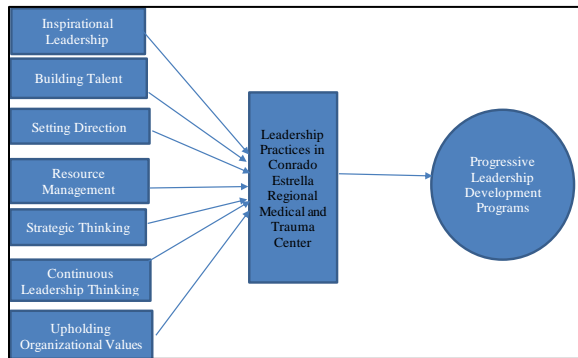 Inspirational
Leadership
Building Talent
Setting Direction
Resource
Management
Strategic Thinking
Continuous
Leadership Thinking
Upholding
Organizational Values
Leadership
Practices in
Conrado
Estrella
Regional
Medical and
Trauma
Center
Progressive
Leadership
Development
Programs